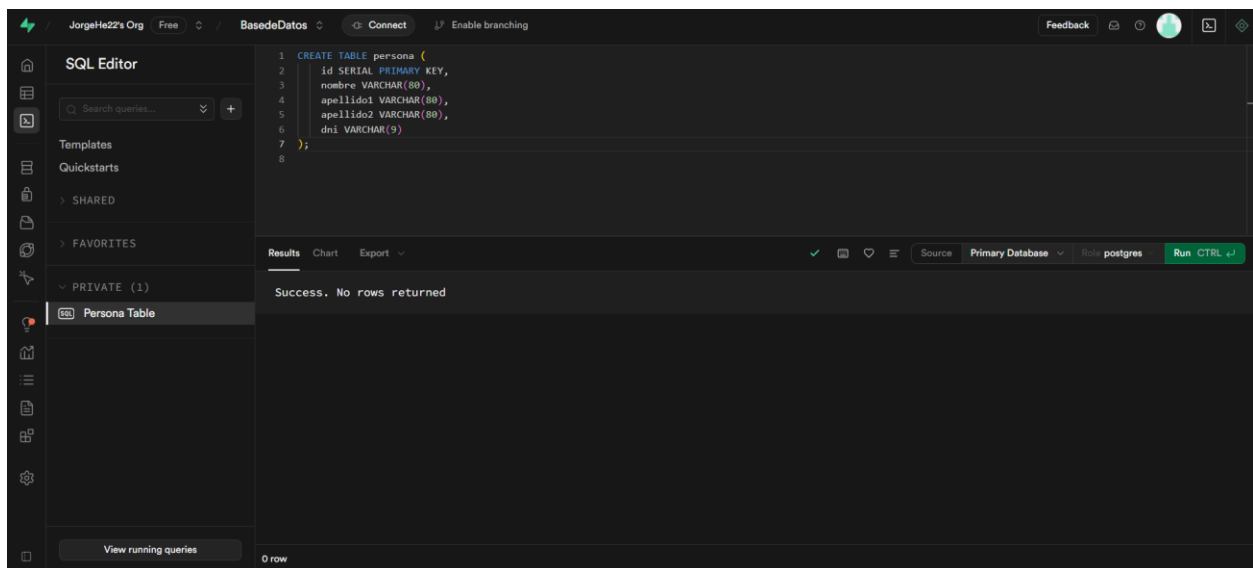 JorgeHe22's Org Free / BasedeDatos Connect Enable branching Feedback
SQL Editor
Search queries...
Templates
Quickstarts
SHARED
FAVORITES
PRIVATE (1)
SQL Persona Table
View running queries
1 CREATE TABLE persona (
2 id SERIAL PRIMARY KEY,
3 nombre VARCHAR(80),
4 apellido1 VARCHAR(80),
5 apellido2 VARCHAR(80),
6 dni VARCHAR(9)
7 );
8
Results Chart Export Source Primary Database Role postgres Run CTRL ↵
Success. No rows returned
0 row